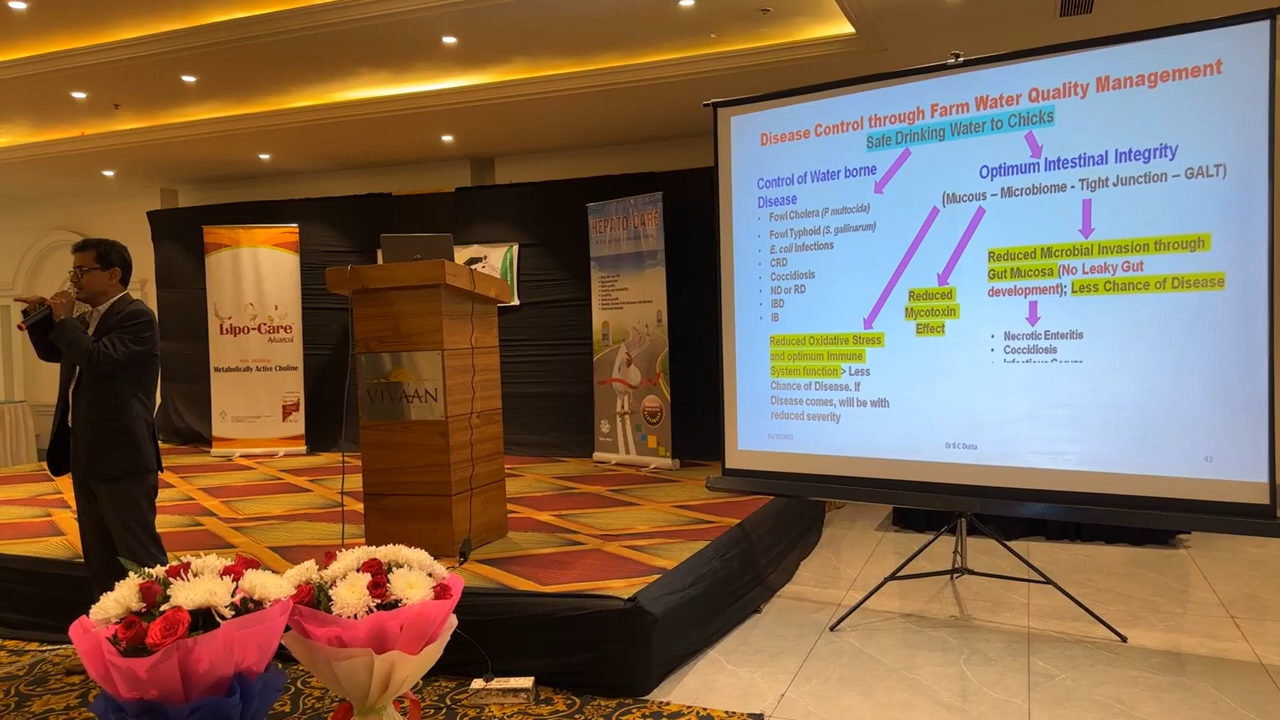 Disease Control through Farm Water Quality Management
Safe Drinking Water to Chicks
Control of Water borne
Disease
• Fowl Cholera (P multocida)
• Fowl Typhoid (S. gallinarum)
• E. coli Infections
• CRD
• Coccidiosis
• ND or RD
• IBD
• IB
Optimum Intestinal Integrity
(Mucous – Microbiome - Tight Junction – GALT)
Reduced Oxidative Stress
and optimum Immune
System function > Less
Chance of Disease. If
Disease comes, will be with
reduced severity
Reduced
Mycotoxin
Effect
Reduced Microbial Invasion through
Gut Mucosa (No Leaky Gut
development); Less Chance of Disease
• Necrotic Enteritis
• Coccidiosis
Dr B C Dutta
43
Lipo-Care
Advanced
Metabolically Active Choline
VIVAAN
HEPATO-CARE